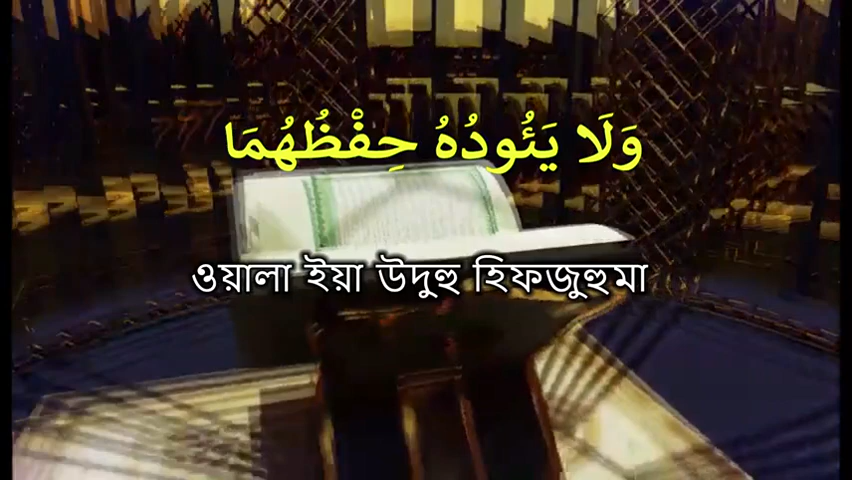 وَلَا يَئُودُهُ حِفْظُهُمَا
ওয়ালা ইয়া উদুহু হিফজুহুমা